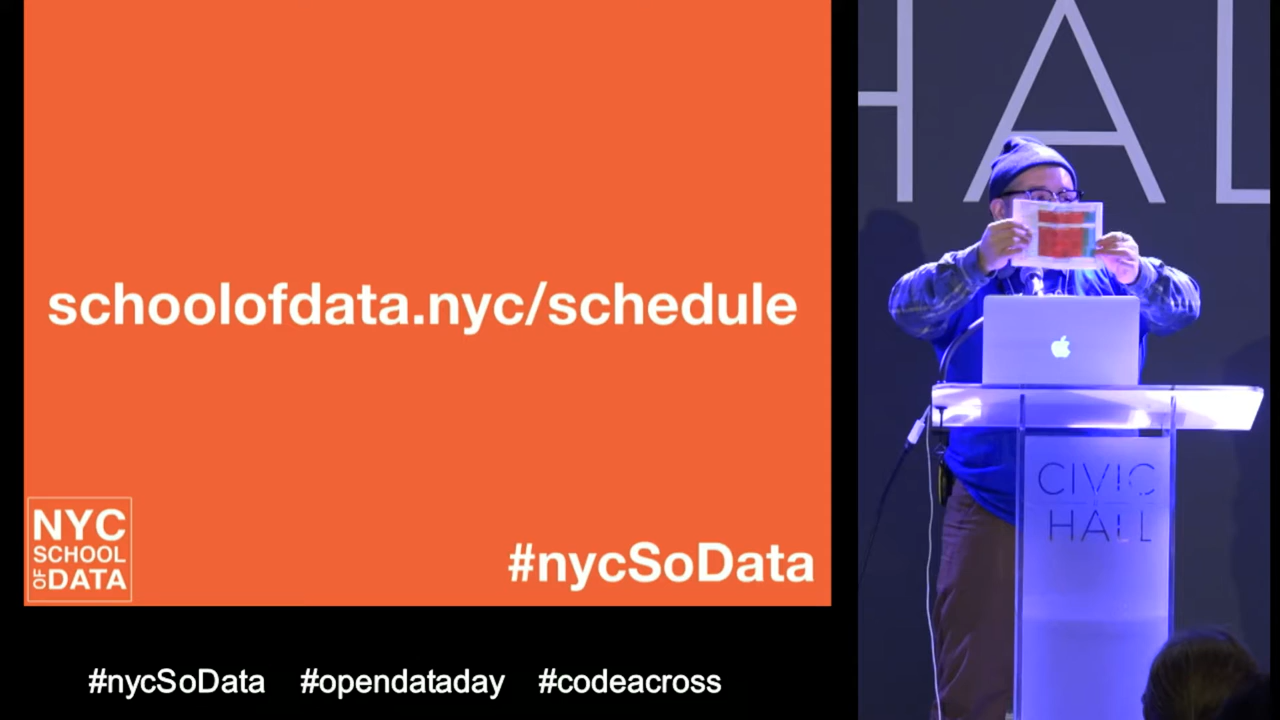 schoolofdata.nyc/schedule
NYC
SCHOOL
OF DATA
#nycSoData
#nycSoData #opendataday #codeacross
HAL
CIVIC
HALL